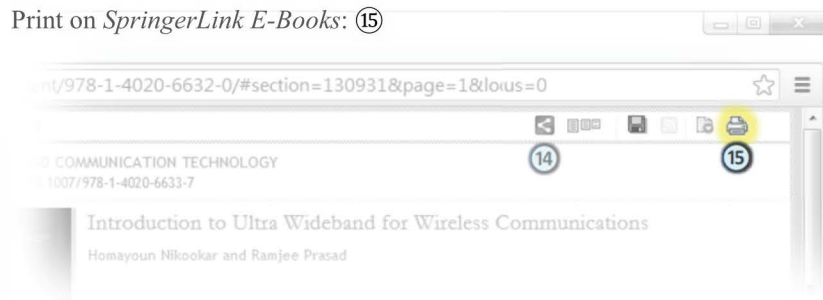 Print on SpringerLink E-Books: ⑮
nt/978-1-4020-6632-0/#section=130931&page=1&locus=0
COMMUNICATION TECHNOLOGY
14
15
1007/978-1-4020-6633-7
Introduction to Ultra Wideband for Wireless Communications
Homayoun Nikookar and Ramjee Prasad